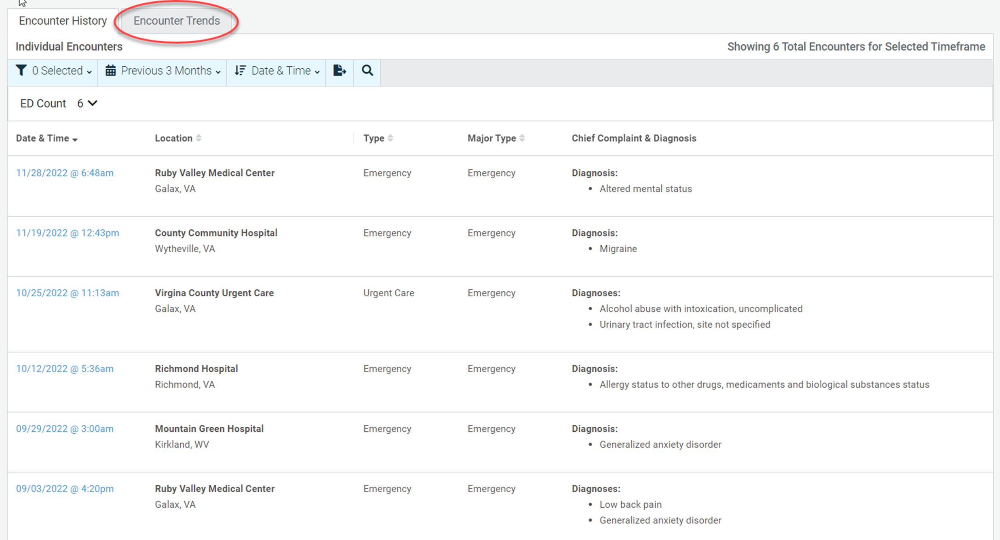 Encounter History Encounter Trends
Individual Encounters Showing 6 Total Encounters for Selected Timeframe
0 Selected Previous 3 Months Date & Time
ED Count 6
Date & Time Location Type Major Type Chief Complaint & Diagnosis
11/28/2022 @ 6:48am Ruby Valley Medical Center Emergency Emergency Diagnosis:
Galax, VA • Altered mental status
11/19/2022 @ 12:43pm County Community Hospital Emergency Emergency Diagnosis:
Wytheville, VA • Migraine
10/25/2022 @ 11:13am Virgina County Urgent Care Urgent Care Emergency Diagnoses:
Galax, VA • Alcohol abuse with intoxication, uncomplicated
• Urinary tract infection, site not specified
10/12/2022 @ 5:36am Richmond Hospital Emergency Emergency Diagnosis:
Richmond, VA • Allergy status to other drugs, medicaments and biological substances status
09/29/2022 @ 3:00am Mountain Green Hospital Emergency Emergency Diagnosis:
Kirkland, WV • Generalized anxiety disorder
09/03/2022 @ 4:20pm Ruby Valley Medical Center Emergency Emergency Diagnoses:
Galax, VA • Low back pain
• Generalized anxiety disorder